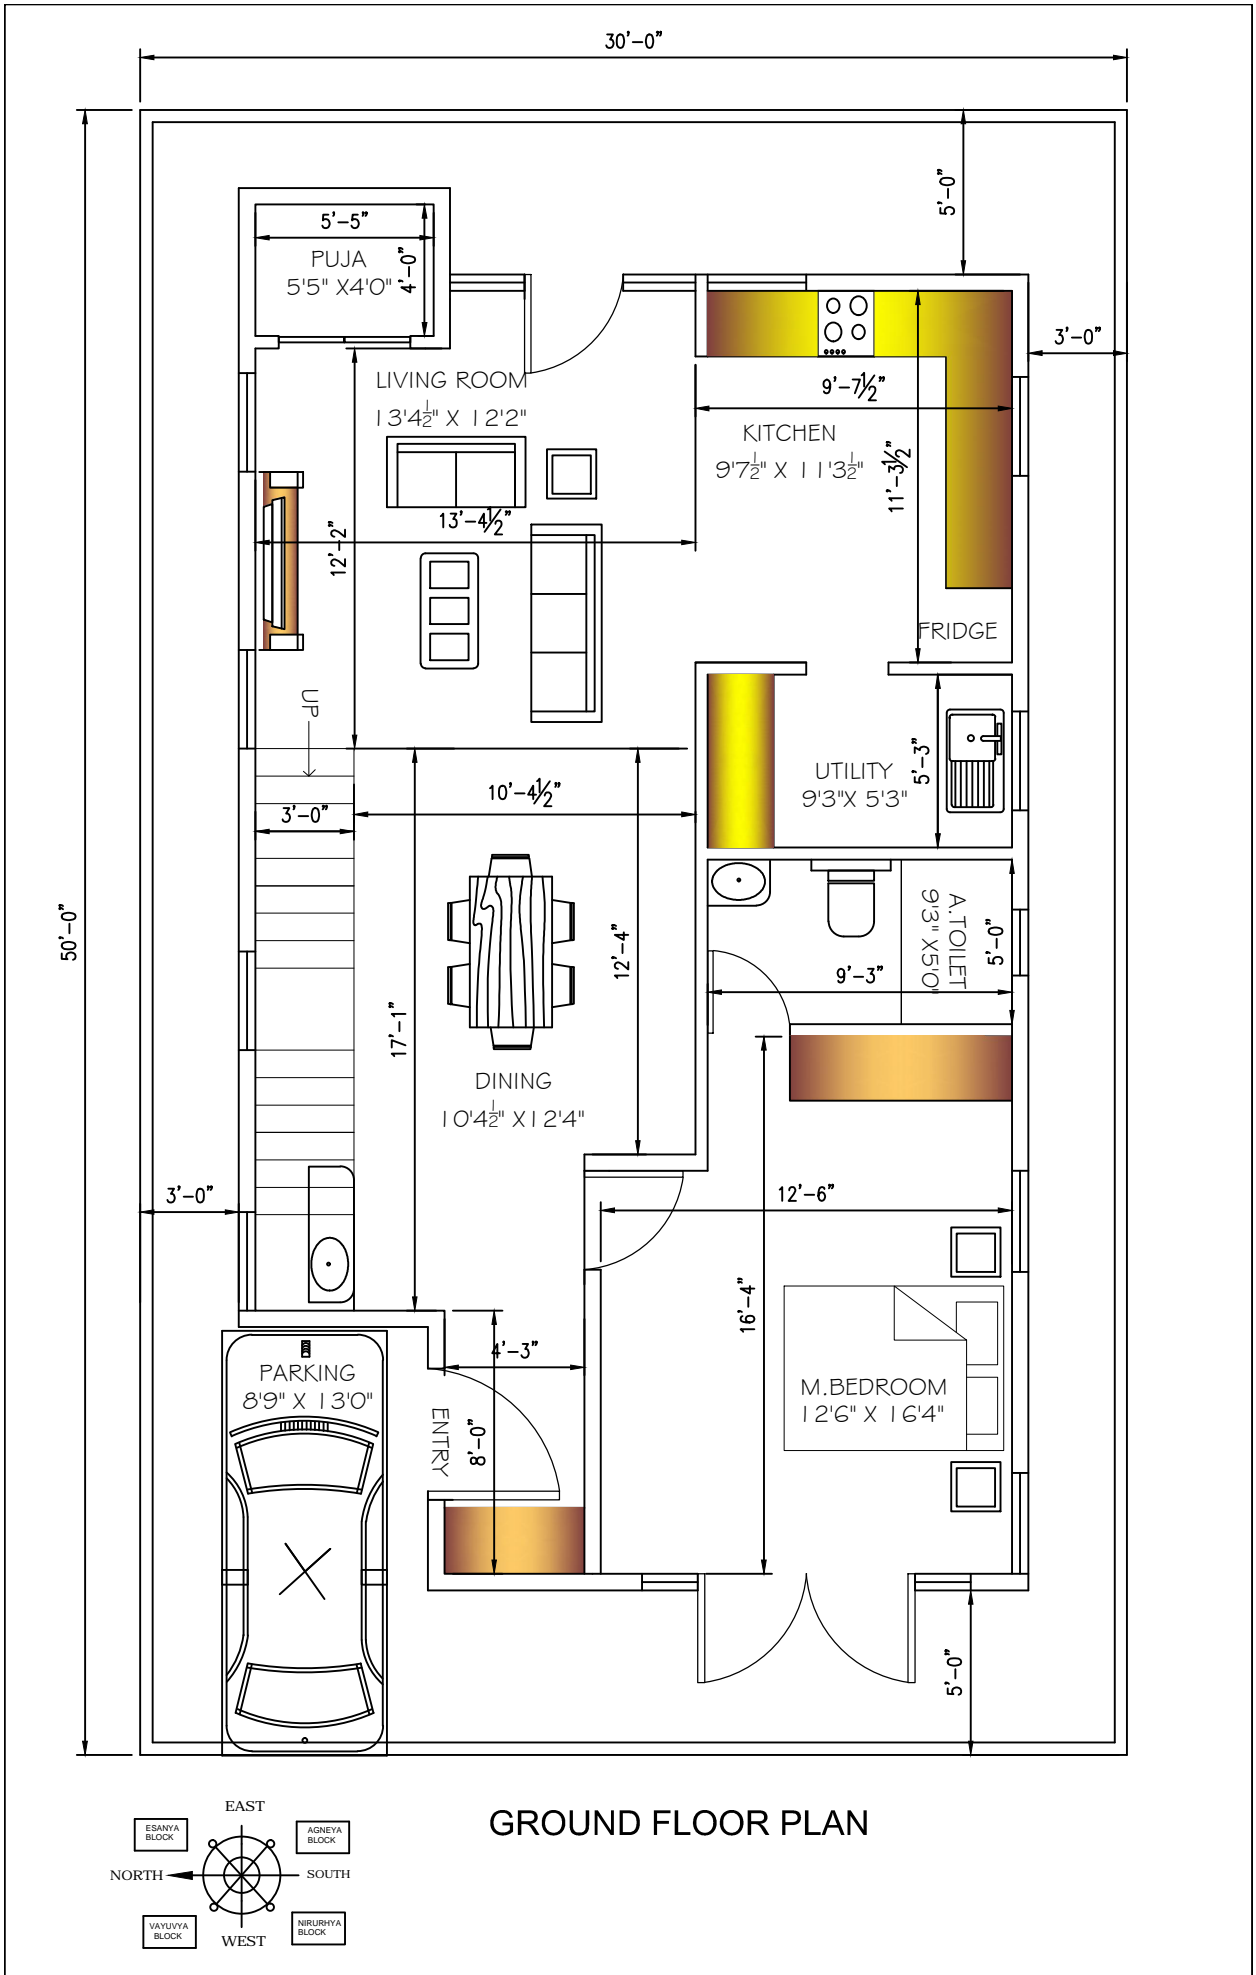 30'-0"
5'-0"
5'-5"
PUJA
5'5" X4'0"
4'-0"
3'-0"
LIVING ROOM
13'4½" X 12'2"
9'-7½"
KITCHEN
9'7½" X 11'3½"
11'-3½"
13'-4½"
12'-2"
FRIDGE
UP
UTILITY
9'3"X 5'3"
5'-3"
10'-4½"
3'-0"
50'-0"
12'-4"
A.TOILET
9'3" X5'0"
5'-0"
9'-3"
17'-1"
DINING
10'4½" X12'4"
3'-0"
12'-6"
16'-4"
4'-3"
PARKING
8'9" X 13'0"
M.BEDROOM
12'6" X 16'4"
ENTRY
8'-0"
5'-0"
EAST
ESANYA
BLOCK
AGNEYA
BLOCK
GROUND FLOOR PLAN
NORTH
SOUTH
VAYUVYA
BLOCK
NIRURHYA
BLOCK
WEST